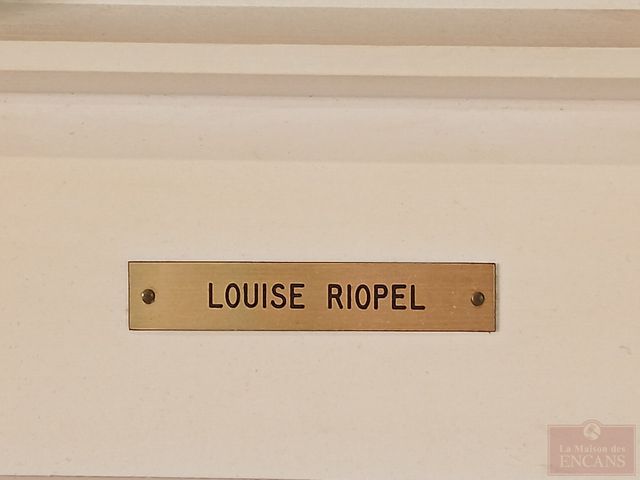 LOUISE RIOPEL
La Maison des
ENCANS